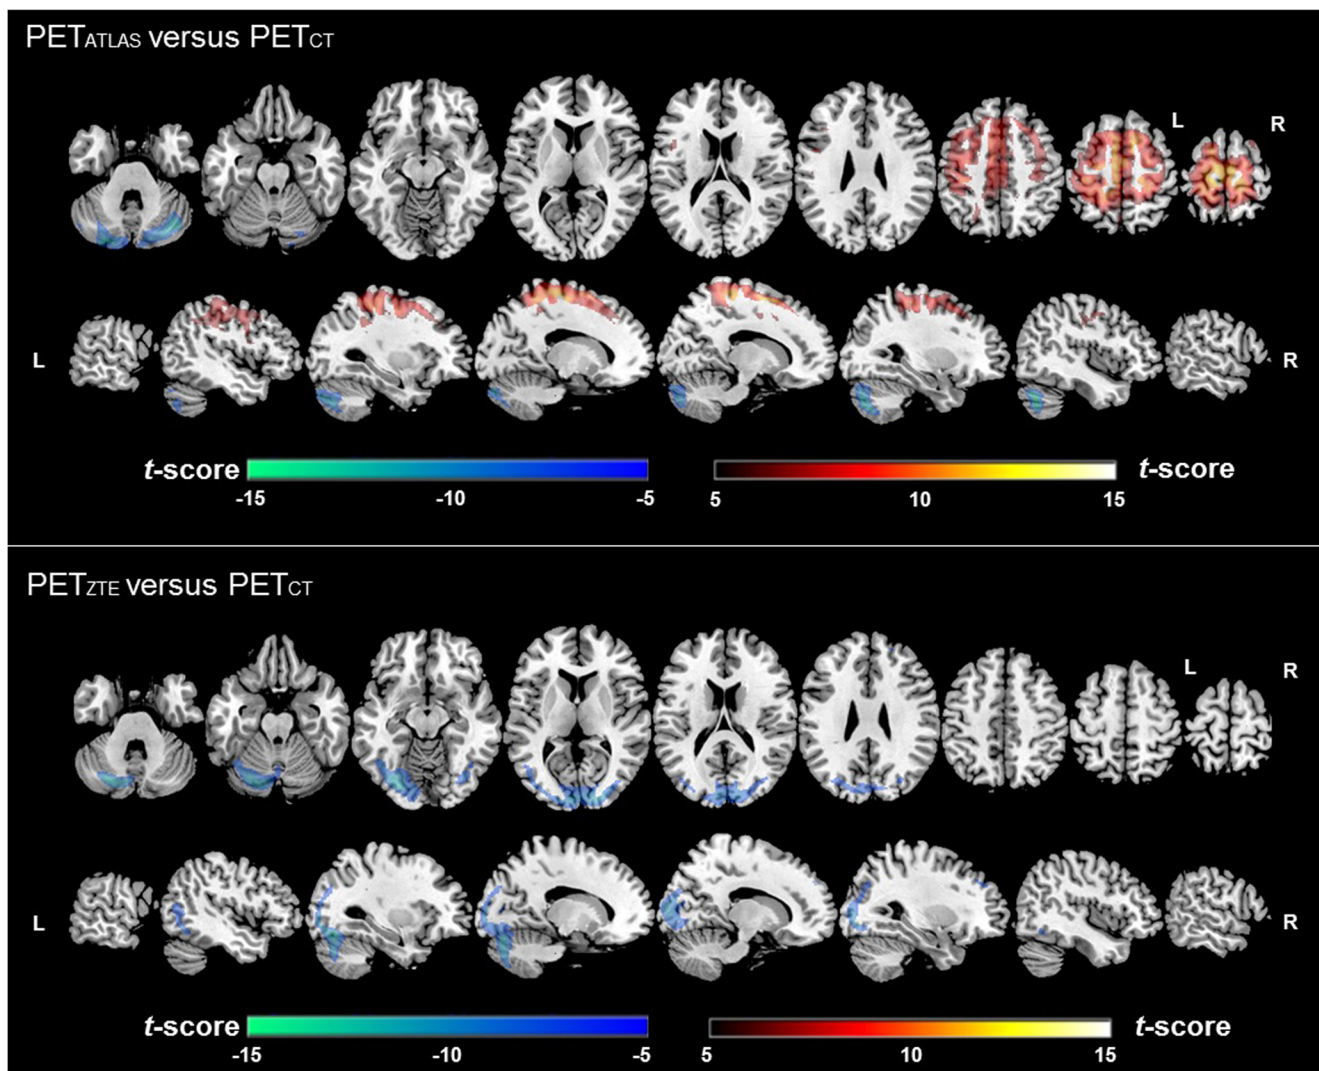 PETATLAS versus PETCT
L R
L R
t-score t-score
-15 -10 -5 5 10 15
PETZTE versus PETCT
L R
L R
t-score t-score
-15 -10 -5 5 10 15